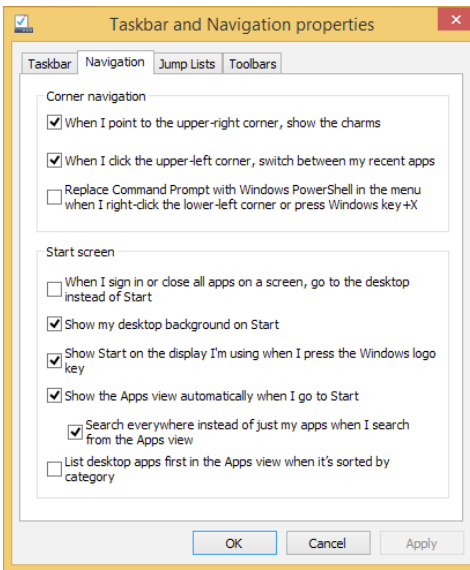 Taskbar and Navigation properties
Taskbar Navigation Jump Lists Toolbars
Corner navigation
When I point to the upper-right corner, show the charms
When I click the upper-left corner, switch between my recent apps
Replace Command Prompt with Windows PowerShell in the menu
when I right-click the lower-left corner or press Windows key+X
Start screen
When I sign in or close all apps on a screen, go to the desktop
instead of Start
Show my desktop background on Start
Show Start on the display I'm using when I press the Windows logo
key
Show the Apps view automatically when I go to Start
Search everywhere instead of just my apps when I search
from the Apps view
List desktop apps first in the Apps view when it's sorted by
category
OK Cancel Apply